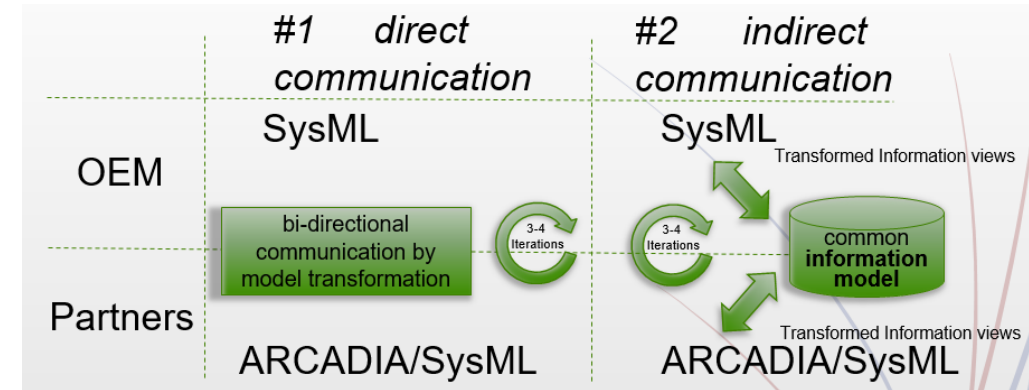 #1 direct
communication
#2 indirect
communication
OEM
SysML
SysML
Transformed Information views
bi-directional
communication by
model transformation
3-4
Iterations
3-4
Iterations
common
information
model
Partners
Transformed Information views
ARCADIA/SysML
ARCADIA/SysML